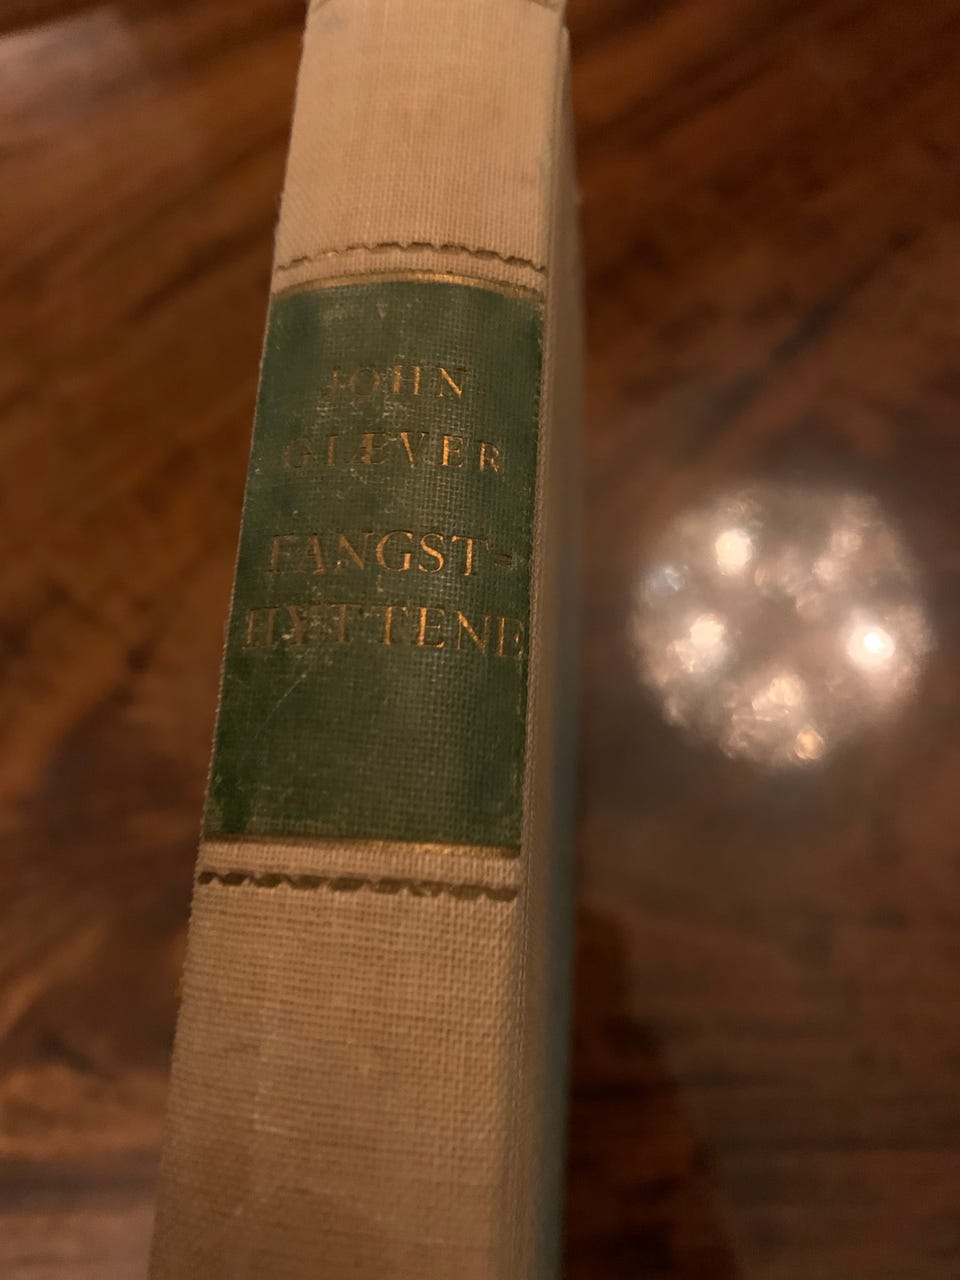 JOHN
GIÆVER
FANGST-
HYTTENE